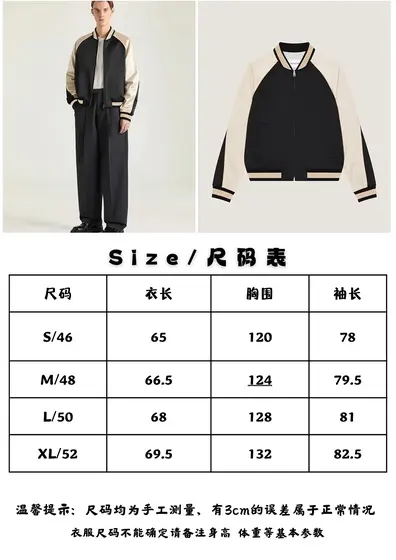 Size/尺码表
尺码 衣长 胸围 袖长
S/46 65 120 78
M/48 66.5 124 79.5
L/50 68 128 81
XL/52 69.5 132 82.5
温馨提示: 尺码均为手工测量、有3cm的误差属于正常情况
衣服尺码不能确定请备注身高 体重等基本参数